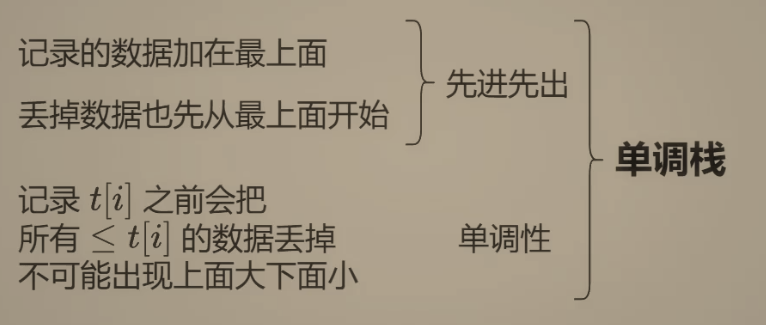 记录的数据加在最上面
丢掉数据也先从最上面开始
先进先出
记录 t[i] 之前会把
所有 ≤ t[i] 的数据丢掉
不可能出现上面大下面小
单调性
单调栈